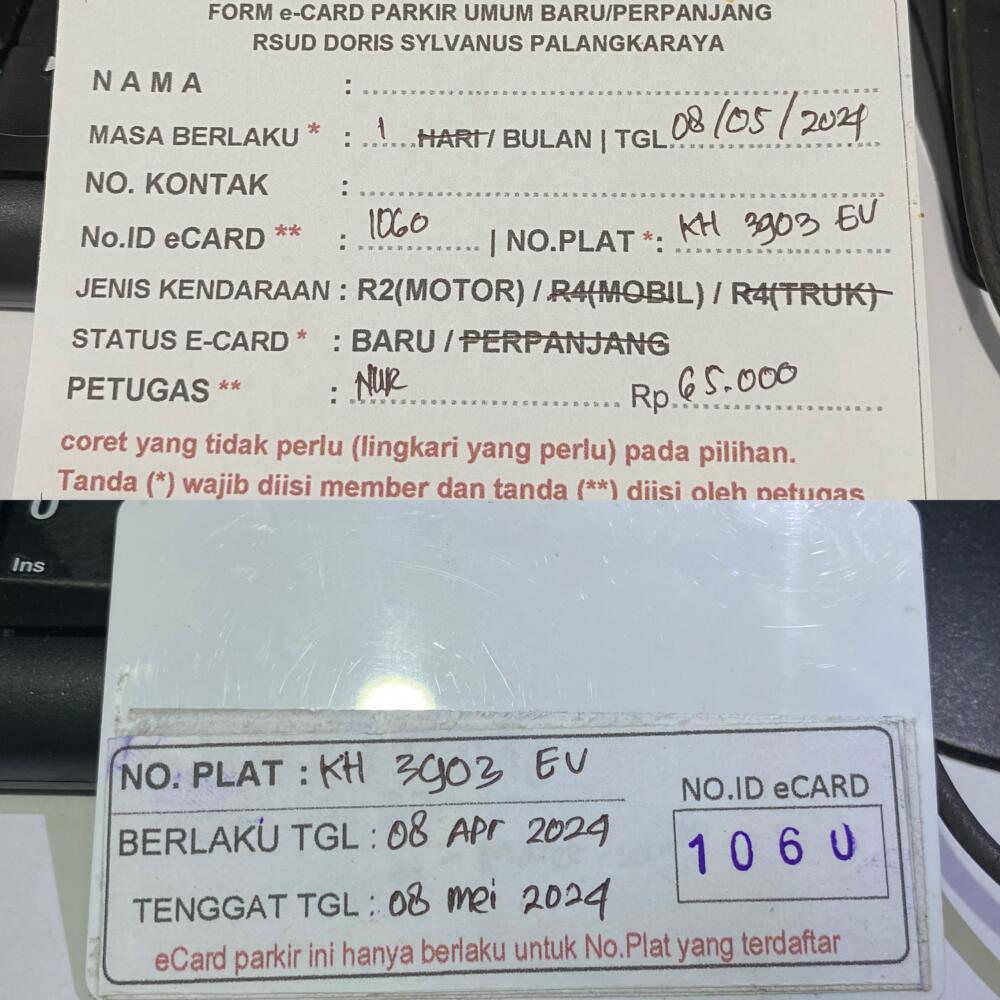 FORM e-CARD PARKIR UMUM BARU/PERPANJANG
RSUD DORIS SYLVANUS PALANGKARAYA
N A M A :
MASA BERLAKU * : 1 HARI / BULAN | TGL. 08/05/2024
NO. KONTAK :
No.ID eCARD ** : 1060 | NO.PLAT *: KH 3903 EU
JENIS KENDARAAN : R2(MOTOR) / R4(MOBIL) / R4(TRUK)
STATUS E-CARD * : BARU / PERPANJANG
PETUGAS ** : NUR Rp 65.000
coret yang tidak perlu (lingkari yang perlu) pada pilihan.
Tanda (*) wajib diisi member dan tanda (**) diisi oleh petugas
Ins
NO. PLAT : KH 3903 EU
NO.ID eCARD
BERLAKU TGL : 08 Apr 2024
1060
TENGGAT TGL : 08 mei 2024
eCard parkir ini hanya berlaku untuk No.Plat yang terdaftar